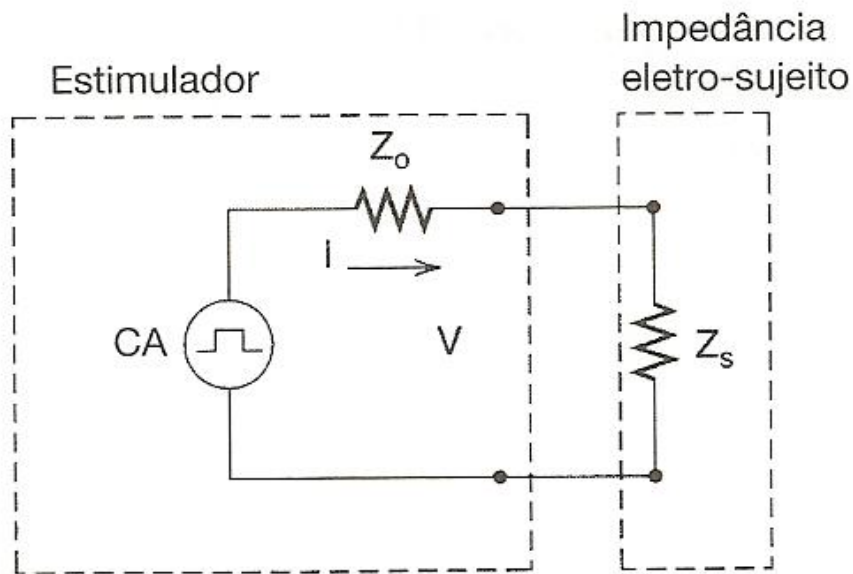 Impedância
eletro-sujeito
Estimulador
Zo
I
CA
V
Zs